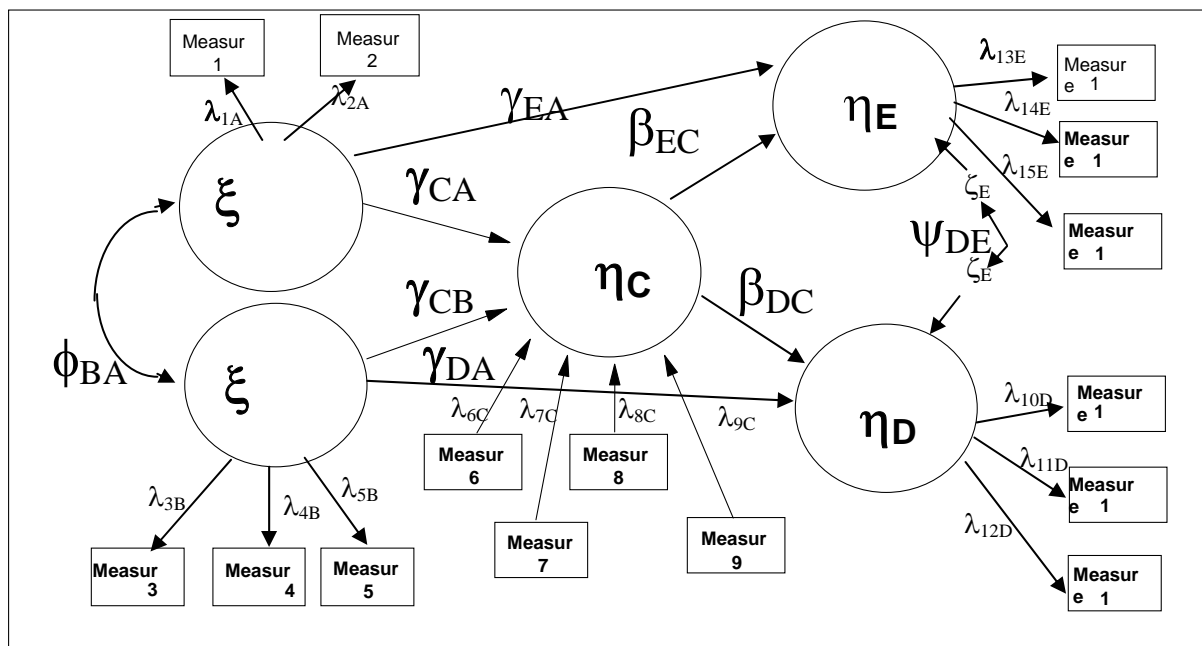 Measur
1
Measur
2
λ1A
λ2A
ξ
γEA
γCA
ηE
βEC
λ13E
Measur
e 1
λ14E
Measur
e 1
λ15E
Measur
e 1
ζE
ψDE
ζE
ηC
ϕBA
ξ
γCB
γDA
βDC
λ6C
λ7C
λ8C
λ9C
Measur
6
Measur
7
Measur
8
Measur
9
ηD
λ10D
Measur
e 1
λ11D
Measur
e 1
λ12D
Measur
e 1
λ3B
λ4B
λ5B
Measur
3
Measur
4
Measur
5